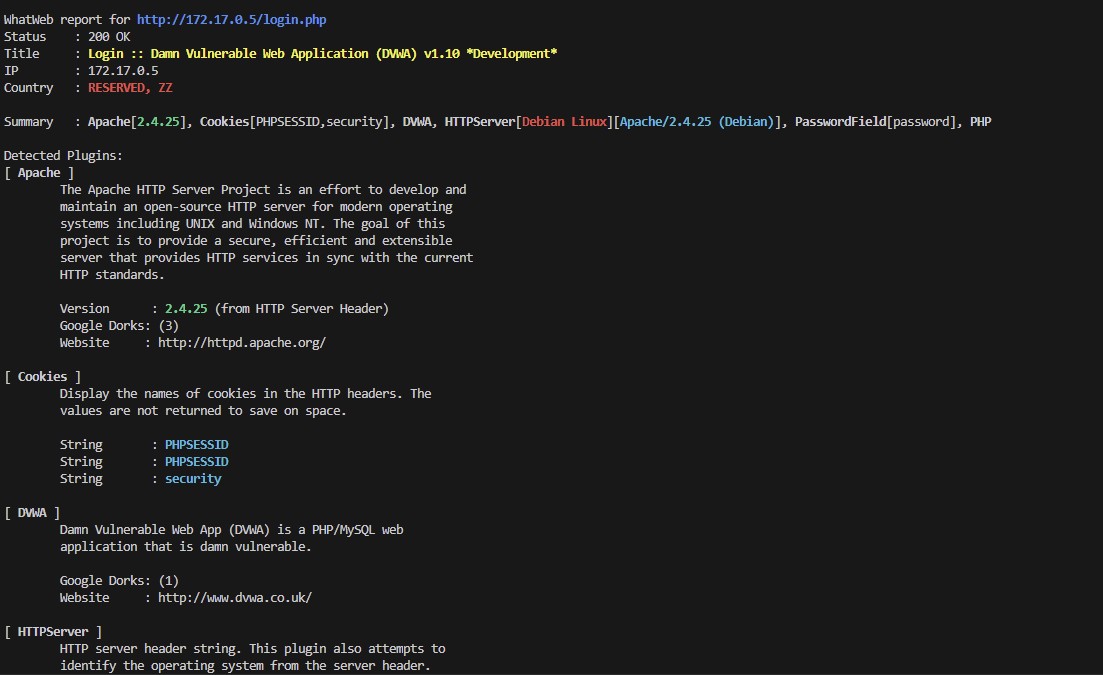 WhatWeb report for http://172.17.0.5/login.php
Status    : 200 OK
Title     : Login :: Damn Vulnerable Web Application (DVWA) v1.10 *Development*
IP        : 172.17.0.5
Country   : RESERVED, ZZ
Summary   : Apache[2.4.25], Cookies[PHPSESSID,security], DVWA, HTTPServer[Debian Linux][Apache/2.4.25 (Debian)], PasswordField[password], PHP
Detected Plugins:
[ Apache ]
The Apache HTTP Server Project is an effort to develop and
maintain an open-source HTTP server for modern operating
systems including UNIX and Windows NT. The goal of this
project is to provide a secure, efficient and extensible
server that provides HTTP services in sync with the current
HTTP standards.
Version      : 2.4.25 (from HTTP Server Header)
Google Dorks: (3)
Website     : http://httpd.apache.org/
[ Cookies ]
Display the names of cookies in the HTTP headers. The
values are not returned to save on space.
String       : PHPSESSID
String       : PHPSESSID
String       : security
[ DVWA ]
Damn Vulnerable Web App (DVWA) is a PHP/MySQL web
application that is damn vulnerable.
Google Dorks: (1)
Website     : http://www.dvwa.co.uk/
[ HTTPServer ]
HTTP server header string. This plugin also attempts to
identify the operating system from the server header.